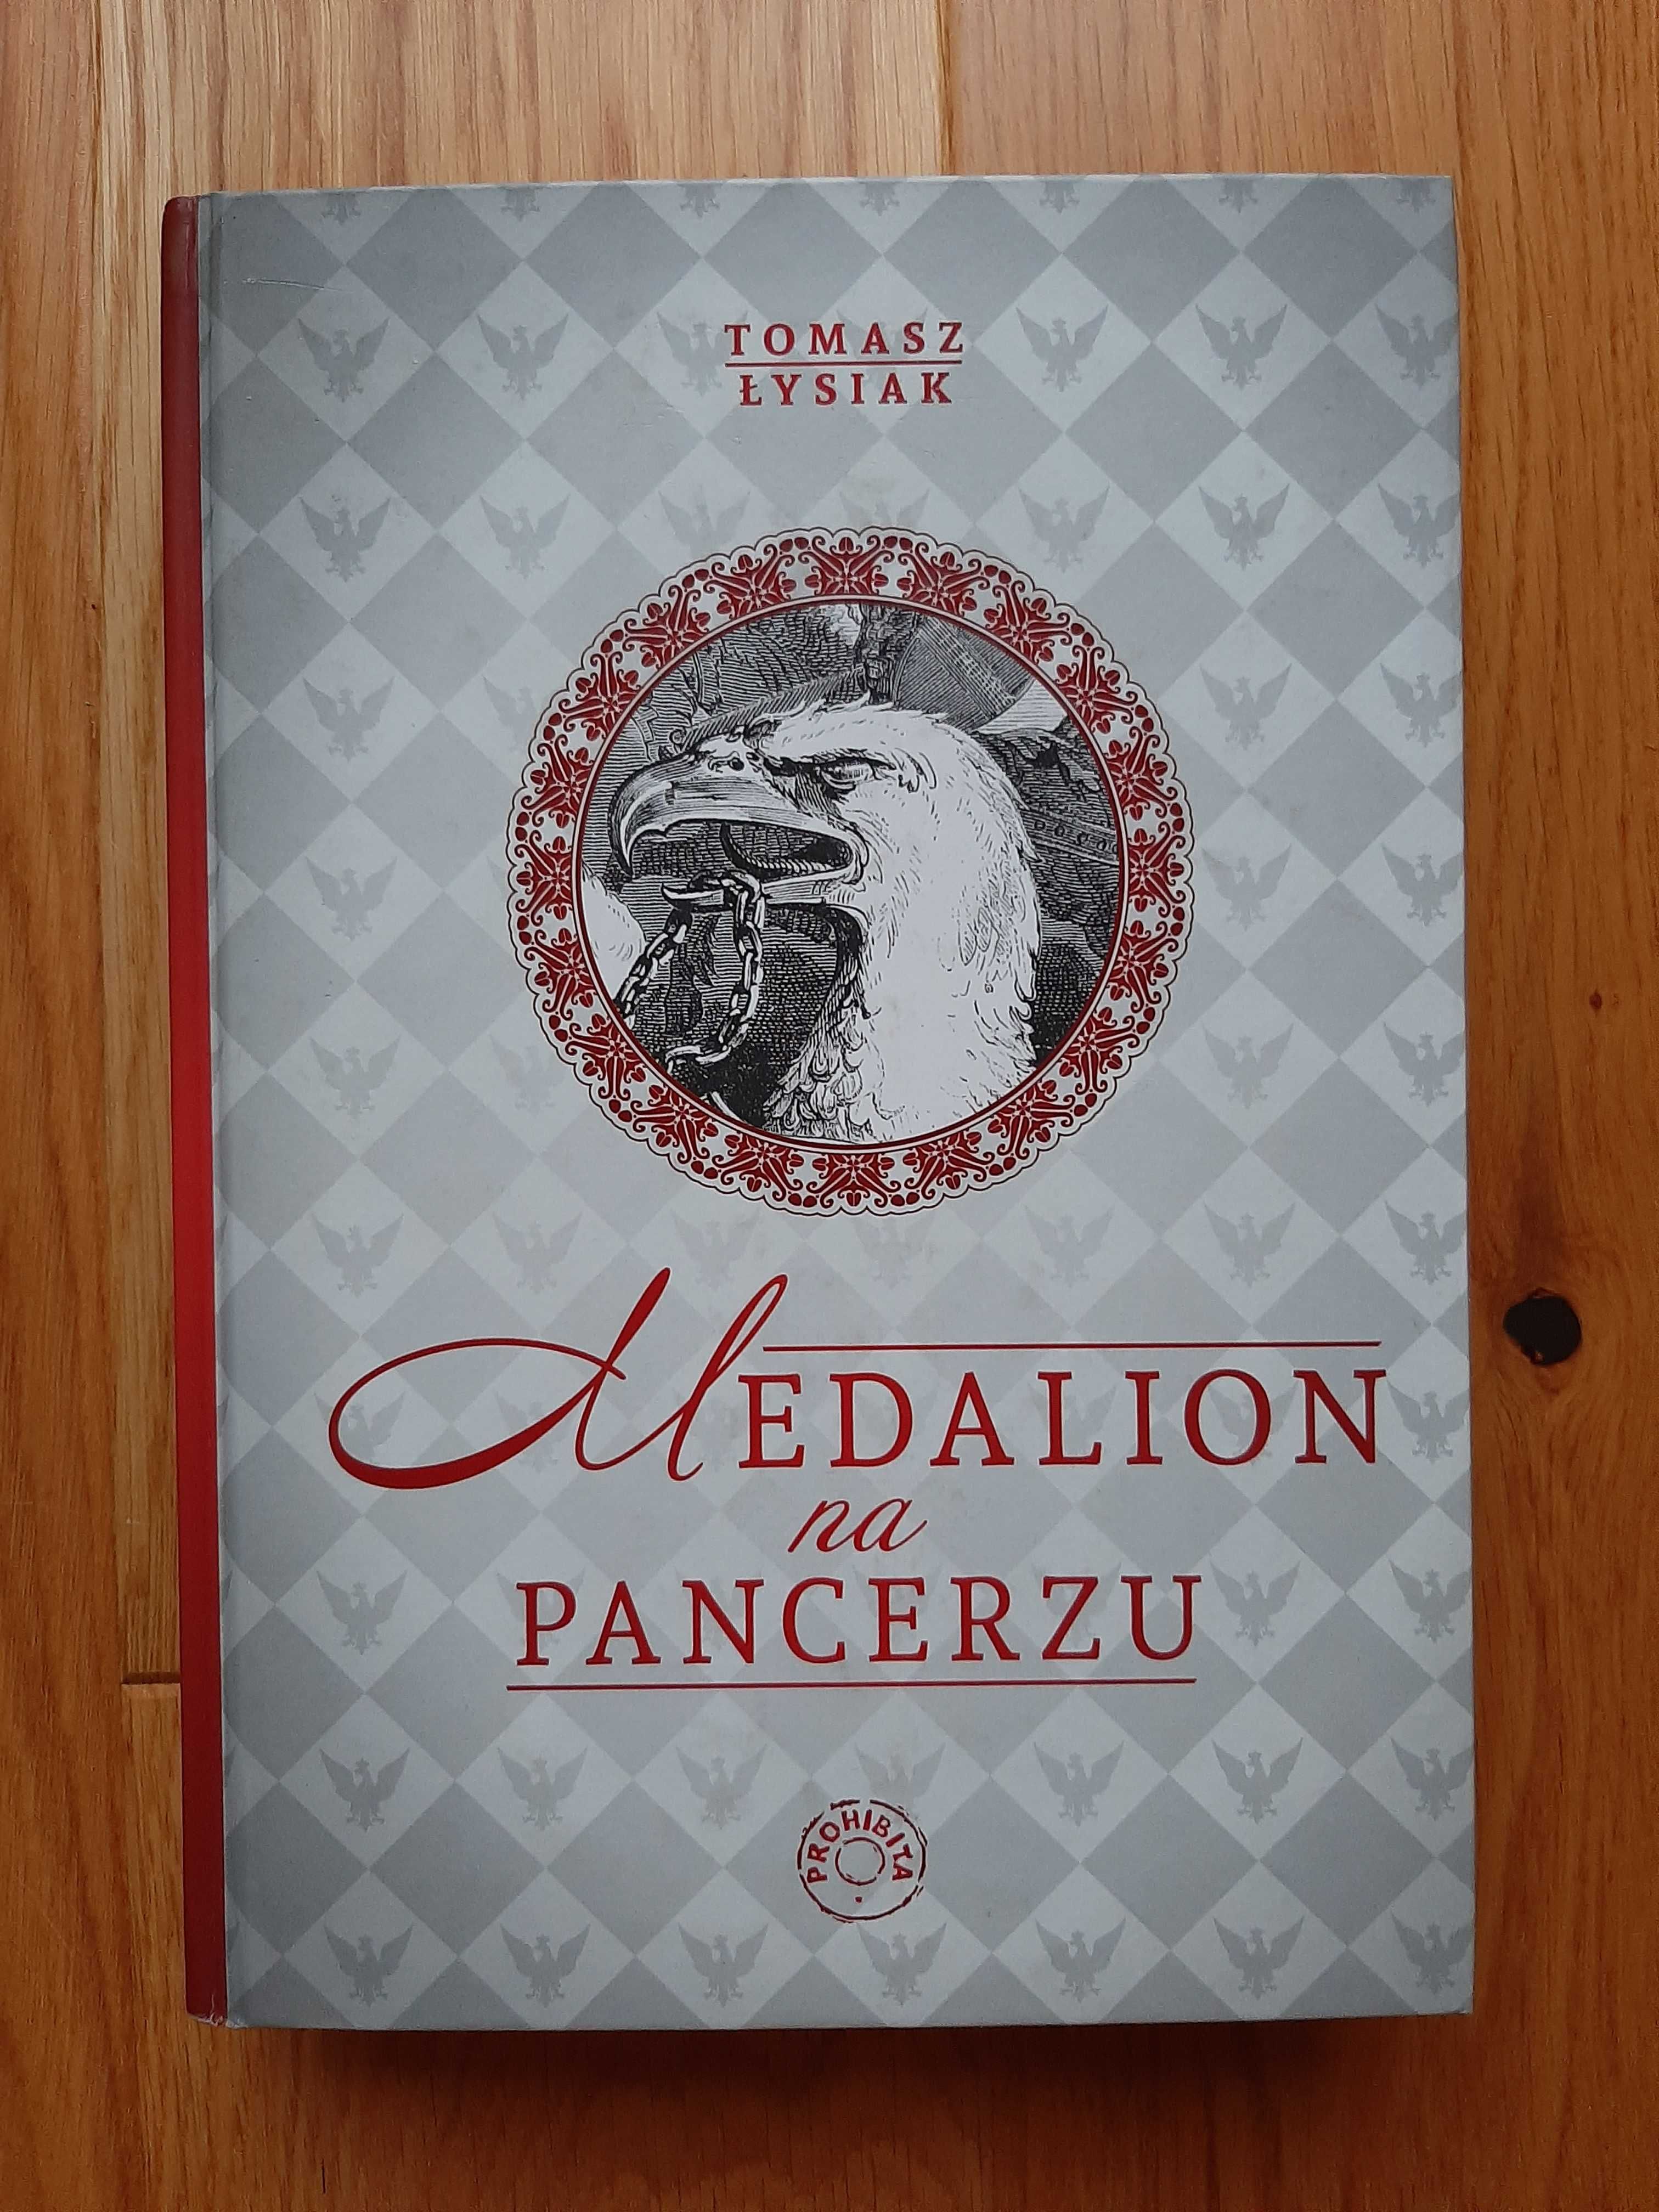 TOMASZ
ŁYSIAK
MEDALION
na
PANCERZU
PROHIBITA